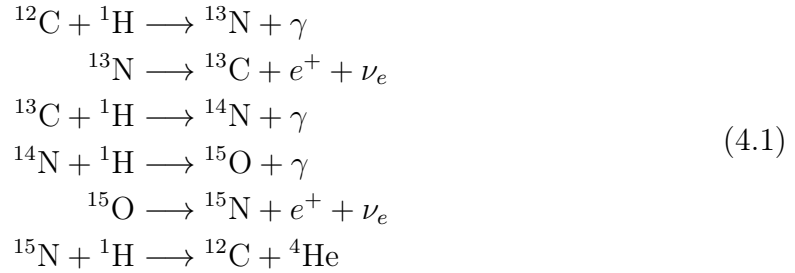 ¹²C + ¹H ⟶ ¹³N + γ
¹³N ⟶ ¹³C + e⁺ + νₑ
¹³C + ¹H ⟶ ¹⁴N + γ
¹⁴N + ¹H ⟶ ¹⁵O + γ
¹⁵O ⟶ ¹⁵N + e⁺ + νₑ
¹⁵N + ¹H ⟶ ¹²C + ⁴He
(4.1)